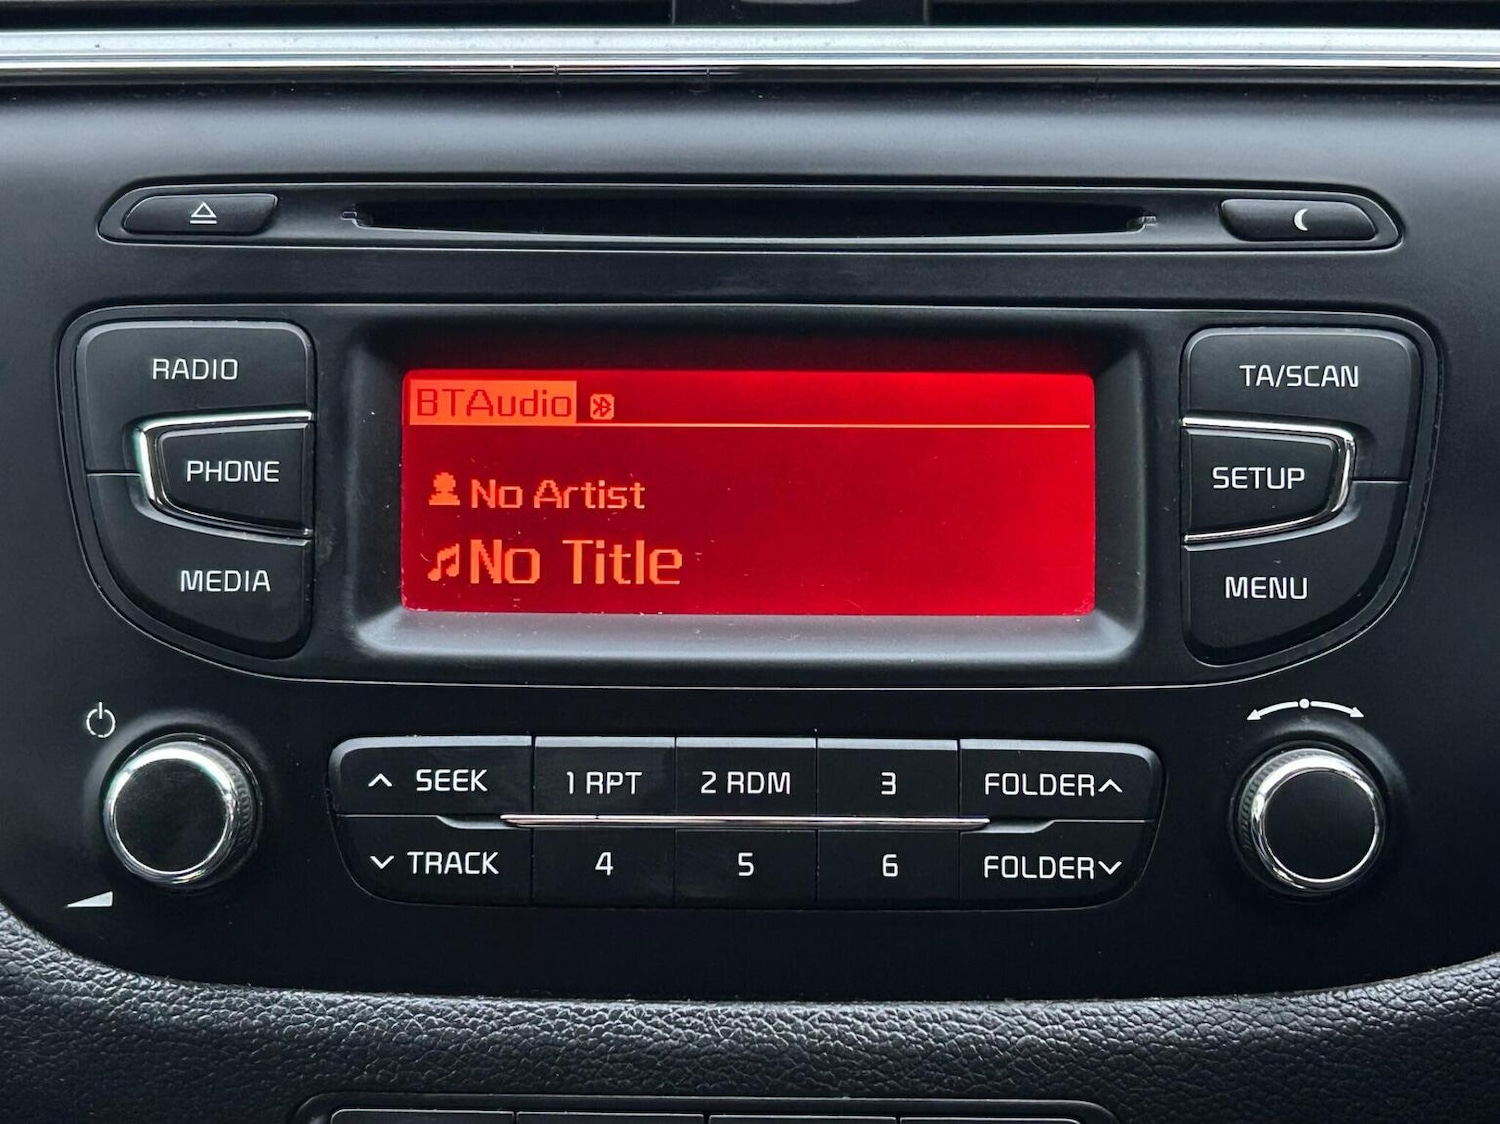 RADIO
PHONE
MEDIA
BTAudio
No Artist
No Title
TA/SCAN
SETUP
MENU
SEEK
1 RPT
2 RDM
3
FOLDER
TRACK
4
5
6
FOLDER